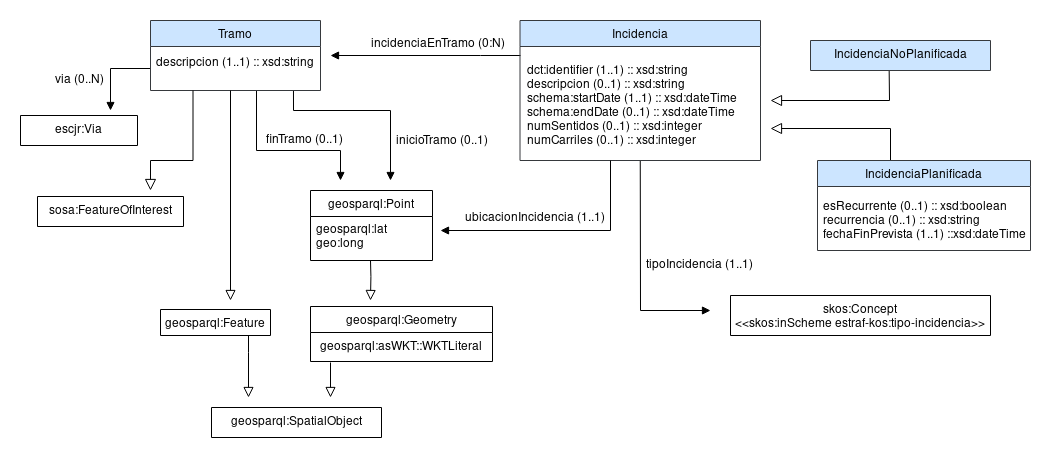 Tramo
descripcion (1..1) :: xsd:string
incidenciaEnTramo (0:N)
Incidencia
dct:identifier (1..1) :: xsd:string
descripcion (0..1) :: xsd:string
schema:startDate (1..1) :: xsd:dateTime
schema:endDate (0..1) :: xsd:dateTime
numSentidos (0..1) :: xsd:integer
numCarriles (0..1) :: xsd:integer
IncidenciaNoPlanificada
via (0..N)
escjr:Via
finTramo (0..1)
inicioTramo (0..1)
IncidenciaPlanificada
esRecurrente (0..1) :: xsd:boolean
recurrencia (0..1) :: xsd:string
fechaFinPrevista (1..1) ::xsd:dateTime
sosa:FeatureOfInterest
geosparql:Point
geosparql:lat
geo:long
ubicacionIncidencia (1..1)
tipoIncidencia (1..1)
skos:Concept
<<skos:inScheme estraf-kos:tipo-incidencia>>
geosparql:Feature
geosparql:Geometry
geosparql:asWKT::WKTLiteral
geosparql:SpatialObject